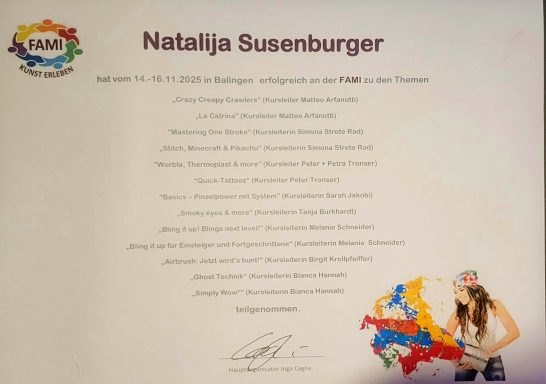 FAMI
KUNST ERLEBEN
Natalija Susenburger
hat vom 14.-16.11.2025 in Balingen erfolgreich an der FAMI zu den Themen
„Crazy Creepy Crawlers“ (Kursleiter Matteo Arfanotti)
„La Catrina“ (Kursleiter Matteo Arfanotti)
"Mastering One Stroke" (Kursleiterin Simona Strete Rad)
„Stitch, Minecraft & Pikachu“ (Kursleiterin Simona Strete Rad)
"Worbla, Thermoplast & more" (Kursleiter Peter + Petra Tronser)
"Quick-Tattoos" (Kursleiter Peter Tronser)
"Basics – Pinselpower mit System" (Kursleiterin Sarah Jakobi)
„Smoky eyes & more“ (Kursleiterin Tanja Burkhardt)
„Bling it up! Blings next level!“ (Kursleiterin Melanie Schneider)
„Bling it up für Einsteiger und Fortgeschrittene“ (Kursleiterin Melanie Schneider)
„Airbrush: Jetzt wird´s bunt!“ (Kursleiterin Birgit Krellpfeiffer)
„Ghost Technik“ (Kursleiterin Bianca Hannah)
„Simply Wow"“ (Kursleiterin Bianca Hannah)
teilgenommen.
Hauptorganisator Inga Caglia